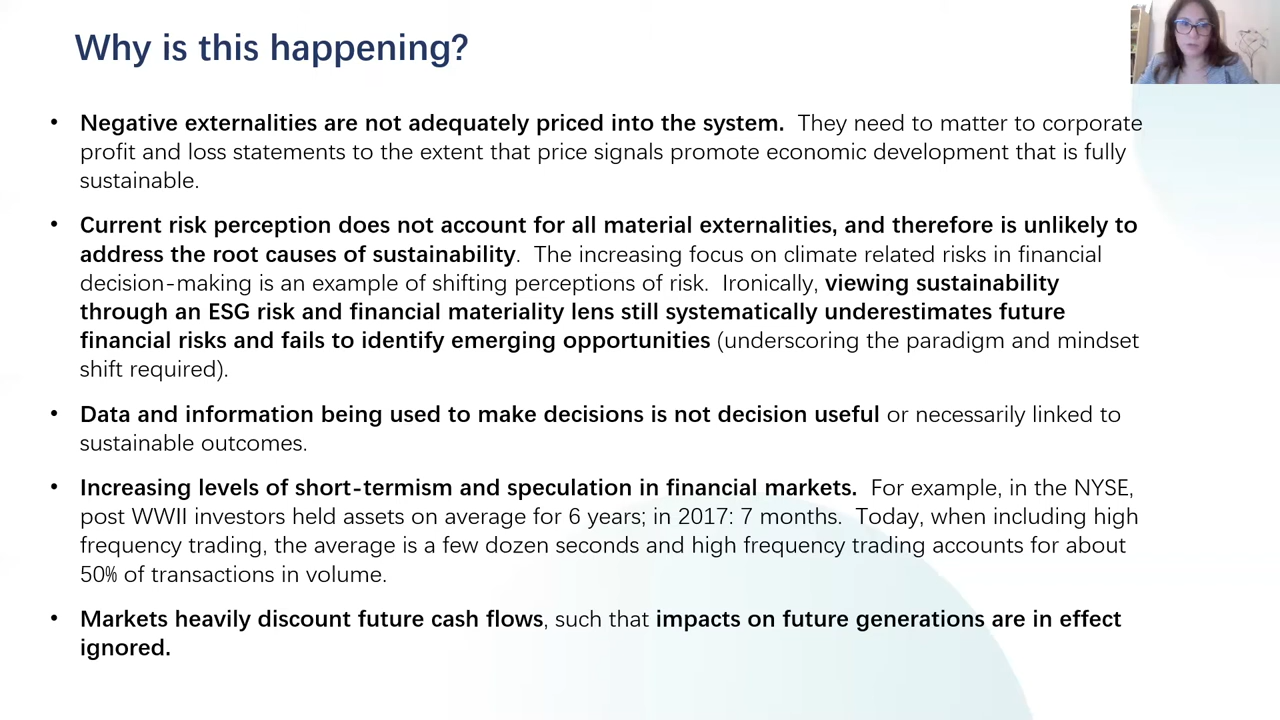 Why is this happening?
• Negative externalities are not adequately priced into the system. They need to matter to corporate
profit and loss statements to the extent that price signals promote economic development that is fully
sustainable.
• Current risk perception does not account for all material externalities, and therefore is unlikely to
address the root causes of sustainability. The increasing focus on climate related risks in financial
decision-making is an example of shifting perceptions of risk. Ironically, viewing sustainability
through an ESG risk and financial materiality lens still systematically underestimates future
financial risks and fails to identify emerging opportunities (underscoring the paradigm and mindset
shift required).
• Data and information being used to make decisions is not decision useful or necessarily linked to
sustainable outcomes.
• Increasing levels of short-termism and speculation in financial markets. For example, in the NYSE,
post WWII investors held assets on average for 6 years; in 2017: 7 months. Today, when including high
frequency trading, the average is a few dozen seconds and high frequency trading accounts for about
50% of transactions in volume.
• Markets heavily discount future cash flows, such that impacts on future generations are in effect
ignored.